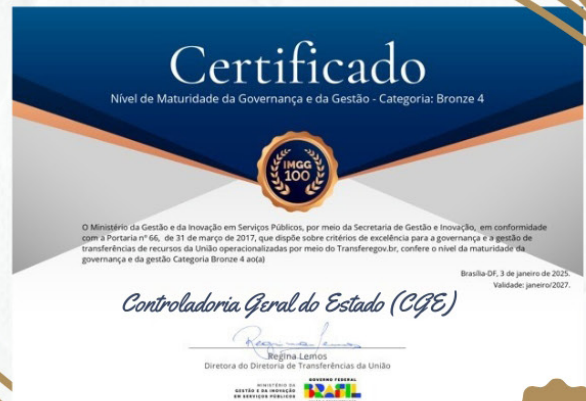 Certificado
Nível de Maturidade da Governança e da Gestão - Categoria: Bronze 4
IMGG
100
O Ministério da Gestão e da Inovação em Serviços Públicos, por meio da Secretaria de Gestão e Inovação, em conformidade
com a Portaria nº 66, de 31 de março de 2017, que dispõe sobre critérios de excelência para a governança e a gestão de
transferências de recursos da União operacionalizadas por meio do Transferegov.br, confere o nível da maturidade da
governança e da gestão Categoria Bronze 4 ao(a)
Brasília-DF, 3 de janeiro de 2025.
Validade: janeiro/2027.
Controladoria Geral do Estado (CGE)
Regina Lemos
Regina Lemos
Diretora do Diretoria de Transferências da União
MINISTÉRIO DA
GESTÃO E DA INOVAÇÃO
EM SERVIÇOS PÚBLICOS
GOVERNO FEDERAL
BRASIL